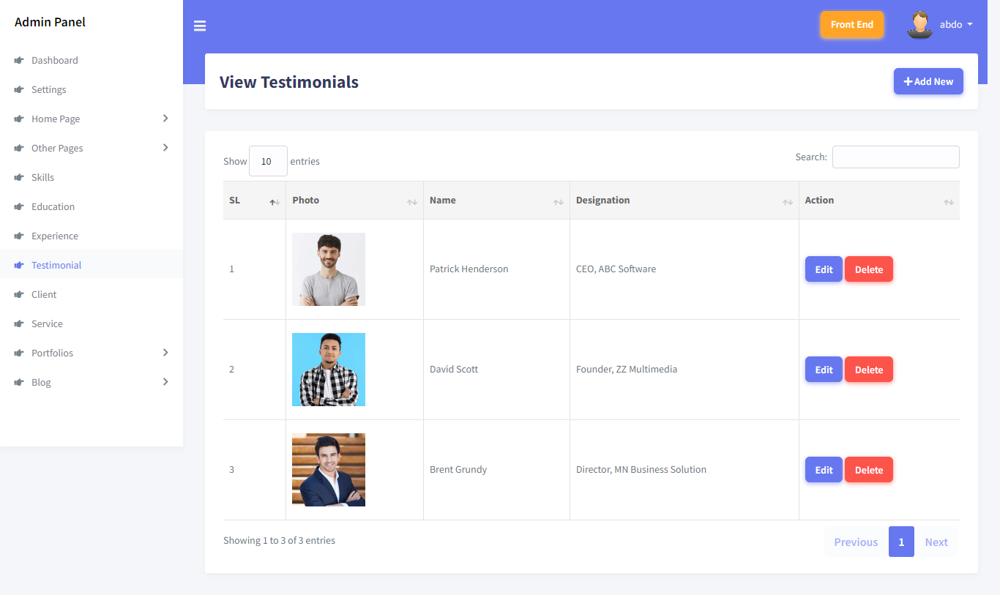 Admin Panel
Dashboard
Settings
Home Page
Other Pages
Skills
Education
Experience
Testimonial
Client
Service
Portfolios
Blog
Front End
abdo
View Testimonials
Add New
Show 10 entries
Search:
SL Photo Name Designation Action
1 Patrick Henderson CEO, ABC Software Edit Delete
2 David Scott Founder, ZZ Multimedia Edit Delete
3 Brent Grundy Director, MN Business Solution Edit Delete
Showing 1 to 3 of 3 entries
Previous 1 Next